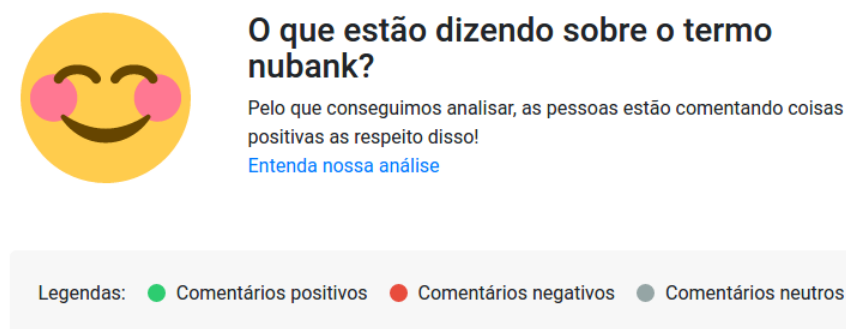 O que estão dizendo sobre o termo
nubank?
Pelo que conseguimos analisar, as pessoas estão comentando coisas
positivas as respeito disso!
Entenda nossa análise
Legendas: Comentários positivos Comentários negativos Comentários neutros